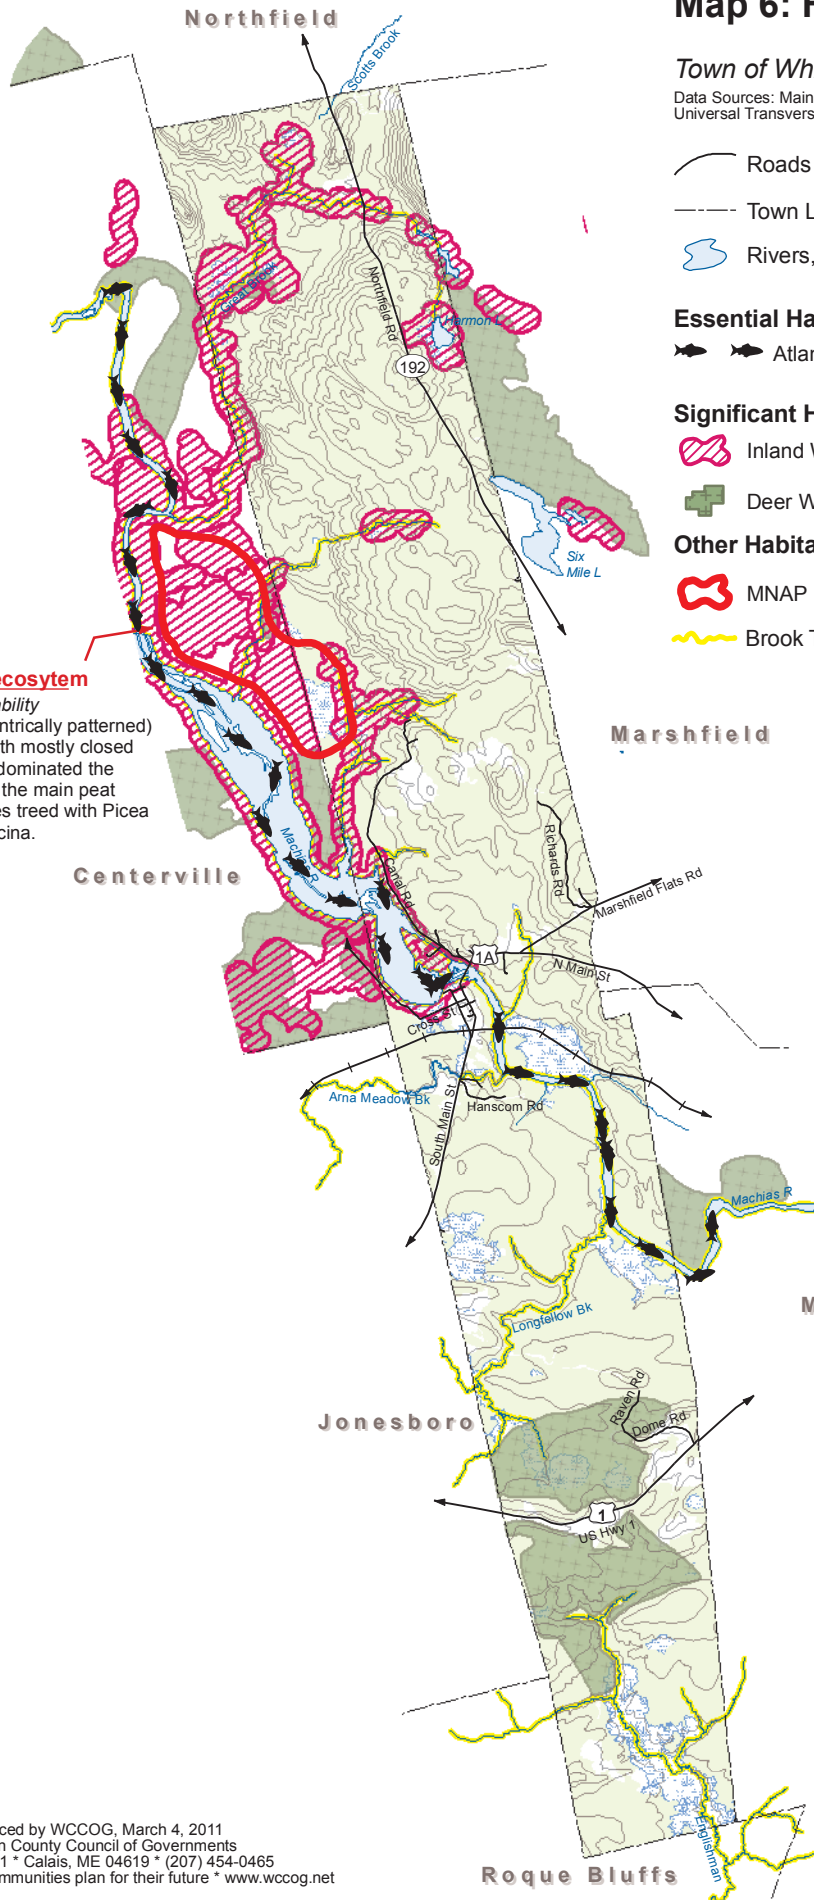 Northfield
Map 6: H
Town of Wh
Data Sources: Main
Universal Transvers
Roads
Town L
Rivers,
Essential Ha
Atlan
Significant H
Inland W
Deer W
Other Habita
MNAP
Brook T
Scotts Brook
Great Brook
Northfield Rd
Harmon L
192
Six
Mile L
ecosytem
bility
ntrically patterned)
th mostly closed
dominated the
the main peat
es treed with Picea
cina.
Marshfield
Centerville
Machias R
Canal Rd
Richards Rd
Marshfield Flats Rd
1A
N Main St
Cross St
Arna Meadow Bk
Hanscom Rd
South Main St
Machias R
M
Longfellow Bk
Jonesboro
Raven Rd
Dome Rd
1
US Hwy 1
Englishman
Roque Bluffs
ced by WCCOG, March 4, 2011
n County Council of Governments
1 * Calais, ME 04619 * (207) 454-0465
mmunities plan for their future * www.wccog.net